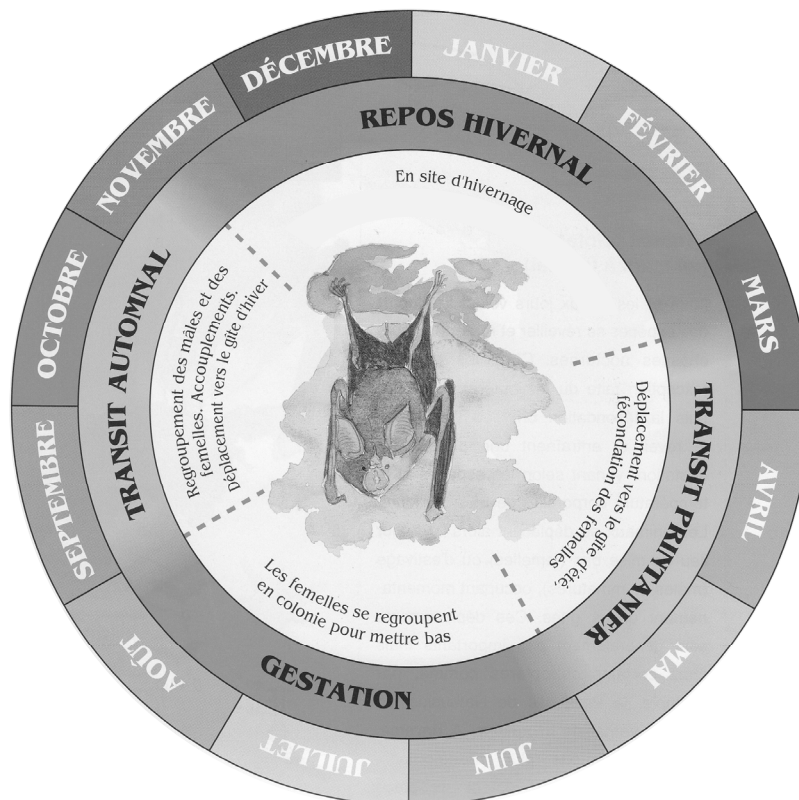 JANVIER
FÉVRIER
MARS
AVRIL
MAI
JUIN
JUILLET
AOÛT
SEPTEMBRE
OCTOBRE
NOVEMBRE
DÉCEMBRE
REPOS HIVERNAL
En site d'hivernage
TRANSIT PRINTANIER
Déplacement vers le gîte d'été,
fécondation des femelles
GESTATION
Les femelles se regroupent
en colonie pour mettre bas
TRANSIT AUTOMNAL
Regroupement des mâles et des
femelles. Accouplements.
Déplacement vers le gîte d'hiver